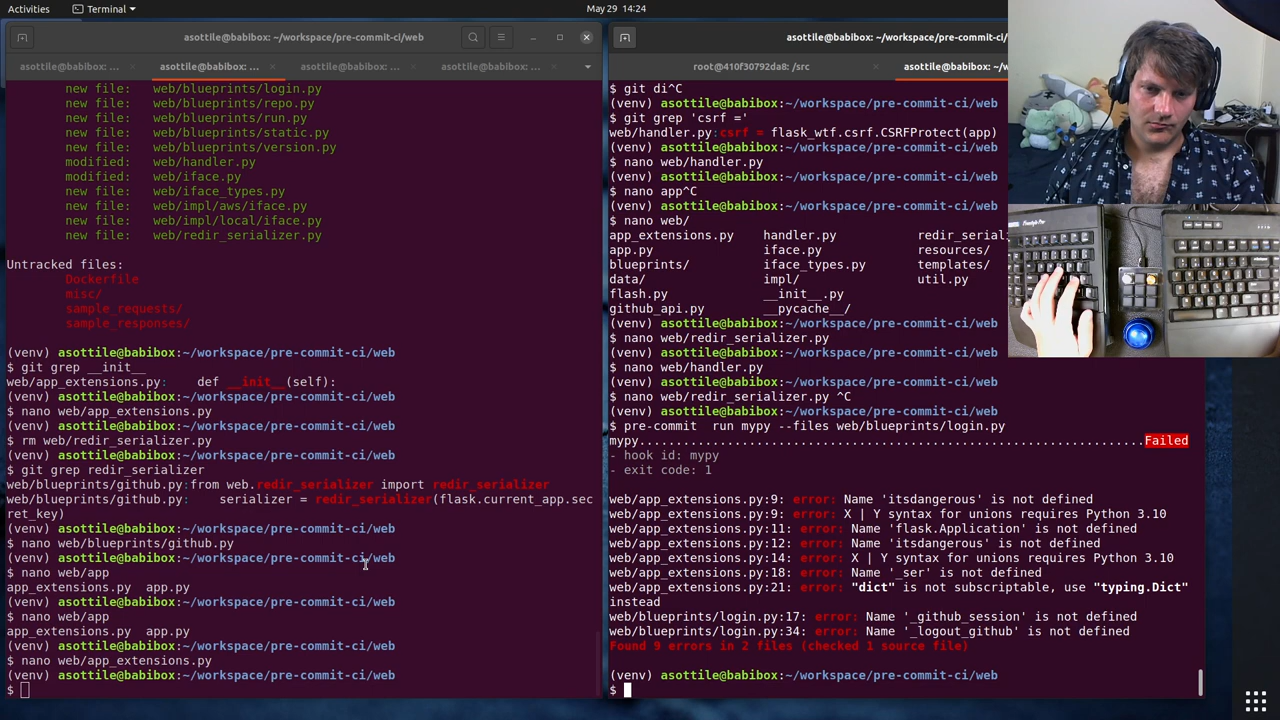 Activities
Terminal
May 29 14:24
asottile@babibox: ~/workspace/pre-commit-ci/web
asottile@babibox: ...
asottile@babibox: ...
asottile@babibox: ...
asottile@babibox: ...
new file: web/blueprints/login.py
new file: web/blueprints/repo.py
new file: web/blueprints/run.py
new file: web/blueprints/static.py
new file: web/blueprints/version.py
modified: web/handler.py
modified: web/iface.py
new file: web/iface_types.py
new file: web/impl/aws/iface.py
new file: web/impl/local/iface.py
new file: web/redir_serializer.py
Untracked files:
Dockerfile
misc/
sample_requests/
sample_responses/
(venv) asottile@babibox:~/workspace/pre-commit-ci/web
$ git grep __init__
web/app_extensions.py: def __init__(self):
(venv) asottile@babibox:~/workspace/pre-commit-ci/web
$ nano web/app_extensions.py
(venv) asottile@babibox:~/workspace/pre-commit-ci/web
$ rm web/redir_serializer.py
(venv) asottile@babibox:~/workspace/pre-commit-ci/web
$ git grep redir_serializer
web/blueprints/github.py:from web.redir_serializer import redir_serializer
web/blueprints/github.py: serializer = redir_serializer(flask.current_app.sec
ret_key)
(venv) asottile@babibox:~/workspace/pre-commit-ci/web
$ nano web/blueprints/github.py
(venv) asottile@babibox:~/workspace/pre-commit-ci/web
$ nano web/app
app_extensions.py app.py
(venv) asottile@babibox:~/workspace/pre-commit-ci/web
$ nano web/app
app_extensions.py app.py
(venv) asottile@babibox:~/workspace/pre-commit-ci/web
$ nano web/app_extensions.py
(venv) asottile@babibox:~/workspace/pre-commit-ci/web
$
asottile@babibox: ~/workspace/pre-commit-ci/
root@410f30792da8: /src
asottile@babibox: ~/w
$ git di^C
(venv) asottile@babibox:~/workspace/pre-commit-ci/web
$ git grep 'csrf ='
web/handler.py:csrf = flask_wtf.csrf.CSRFProtect(app)
(venv) asottile@babibox:~/workspace/pre-commit-ci/web
$ nano web/handler.py
(venv) asottile@babibox:~/workspace/pre-commit-ci/web
$ nano app^C
(venv) asottile@babibox:~/workspace/pre-commit-ci/web
$ nano web/
app_extensions.py handler.py redir_seriali
app.py iface.py resources/
blueprints/ iface_types.py templates/
data/ impl/ util.py
flash.py __init__.py
github_api.py __pycache__/
(venv) asottile@babibox:~/workspace/pre-commit-ci/web
$ nano web/redir_serializer.py
(venv) asottile@babibox:~/workspace/pre-commit-ci/web
$ nano web/handler.py
(venv) asottile@babibox:~/workspace/pre-commit-ci/web
$ nano web/redir_serializer.py ^C
(venv) asottile@babibox:~/workspace/pre-commit-ci/web
$ pre-commit run mypy --files web/blueprints/login.py
mypy.....................................................................Failed
- hook id: mypy
- exit code: 1
web/app_extensions.py:9: error: Name 'itsdangerous' is not defined
web/app_extensions.py:9: error: X | Y syntax for unions requires Python 3.10
web/app_extensions.py:11: error: Name 'flask.Application' is not defined
web/app_extensions.py:12: error: Name 'itsdangerous' is not defined
web/app_extensions.py:14: error: X | Y syntax for unions requires Python 3.10
web/app_extensions.py:18: error: Name '_ser' is not defined
web/app_extensions.py:21: error: "dict" is not subscriptable, use "typing.Dict"
instead
web/blueprints/login.py:17: error: Name '_github_session' is not defined
web/blueprints/login.py:34: error: Name '_logout_github' is not defined
Found 9 errors in 2 files (checked 1 source file)
(venv) asottile@babibox:~/workspace/pre-commit-ci/web
$